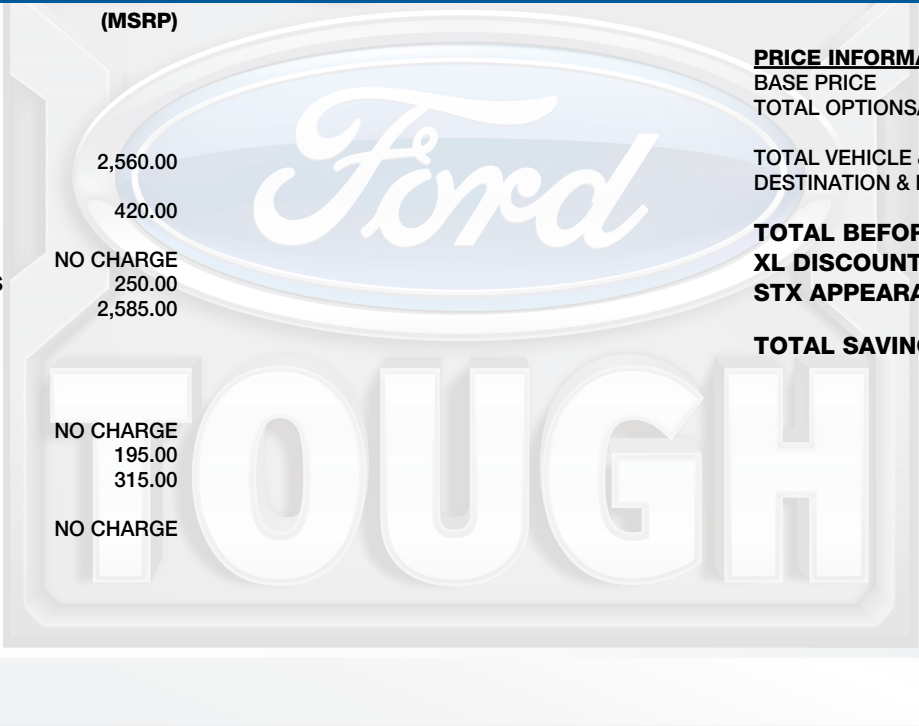 (MSRP)
2,560.00
420.00
NO CHARGE
250.00
2,585.00
NO CHARGE
195.00
315.00
NO CHARGE
PRICE INFORMA
BASE PRICE
TOTAL OPTIONS
TOTAL VEHICLE &
DESTINATION &
TOTAL BEFOR
XL DISCOUNT
STX APPEARA
TOTAL SAVIN
Ford
TOUGH